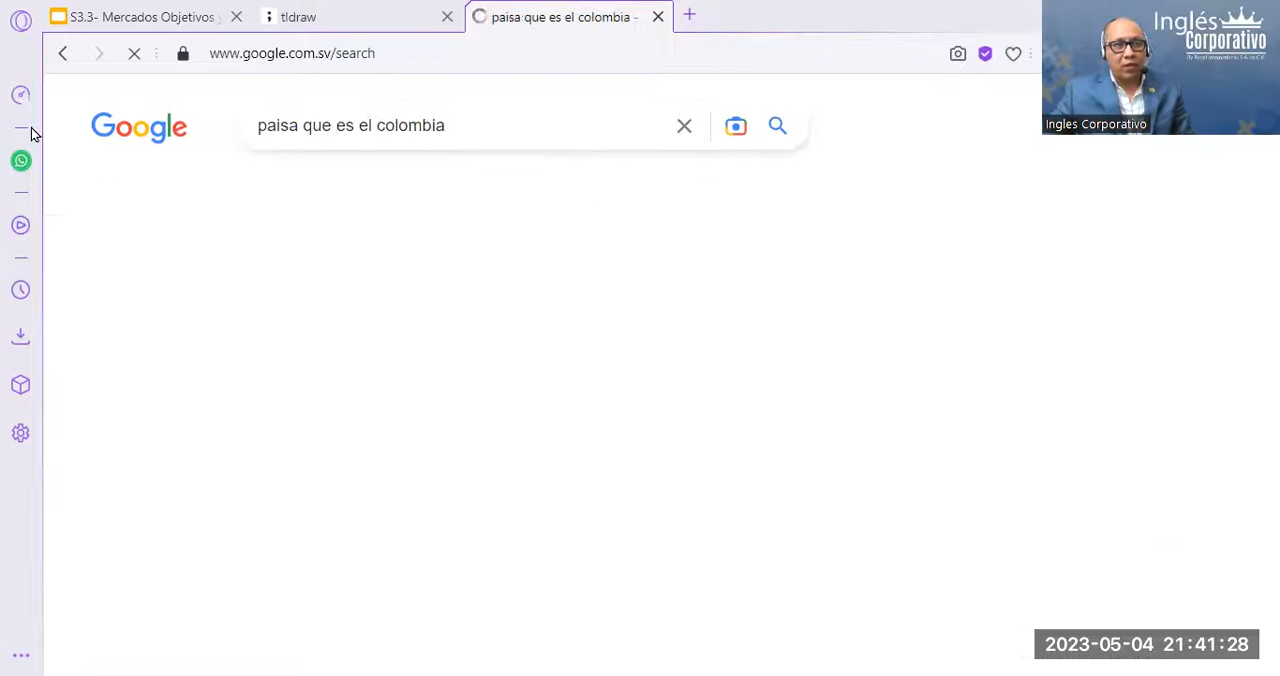 S3.3- Mercados Objetivos y
tldraw
paisa que es el colombia -
www.google.com.sv/search
Google
paisa que es el colombia
Inglés
Corporativo
Ingles Corporativo
2023-05-04 21:41:28